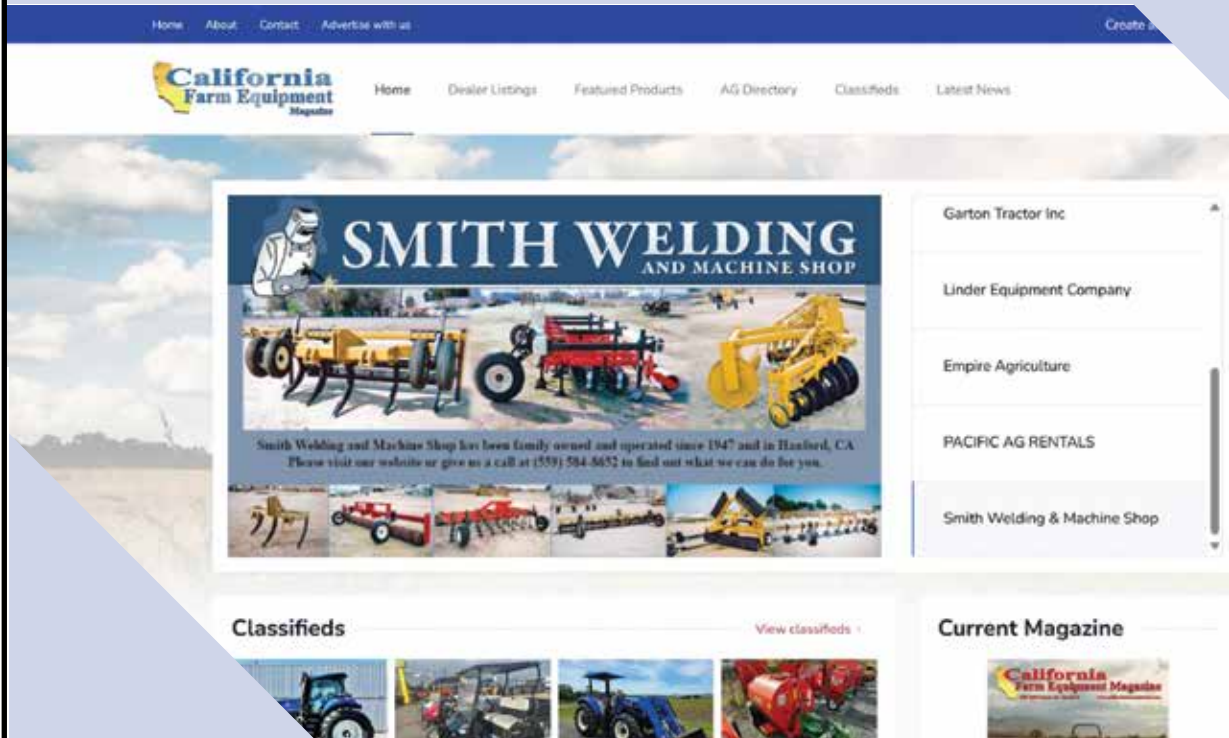 Home About Contact Advertise with us Create a
California
Farm Equipment
Magazine
Home Dealer Listings Featured Products AG Directory Classifieds Latest News
SMITH WELDING
AND MACHINE SHOP
Smith Welding and Machine Shop has been family owned and operated since 1947 and in Hanford, CA
Please visit our website or give us a call at (559) 584-8652 to find out what we can do for you.
Garton Tractor Inc
Linder Equipment Company
Empire Agriculture
PACIFIC AG RENTALS
Smith Welding & Machine Shop
Classifieds
View classifieds ›
Current Magazine
California
Farm Equipment Magazine